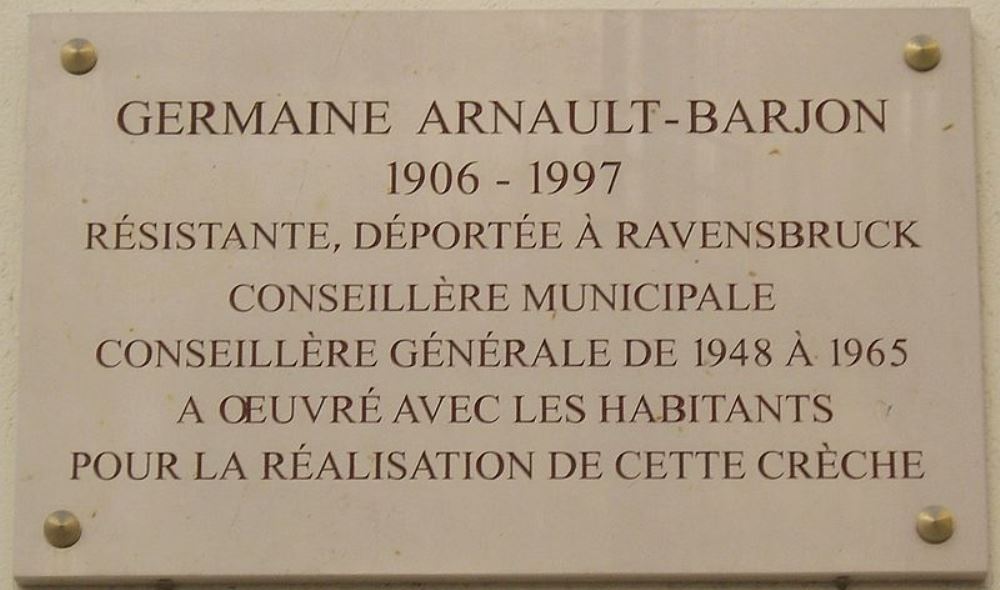 GERMAINE ARNAULT-BARJON
1906 - 1997
RÉSISTANTE, DÉPORTÉE À RAVENSBRUCK
CONSEILLÈRE MUNICIPALE
CONSEILLÈRE GÉNÉRALE DE 1948 À 1965
A ŒUVRÉ AVEC LES HABITANTS
POUR LA RÉALISATION DE CETTE CRÈCHE